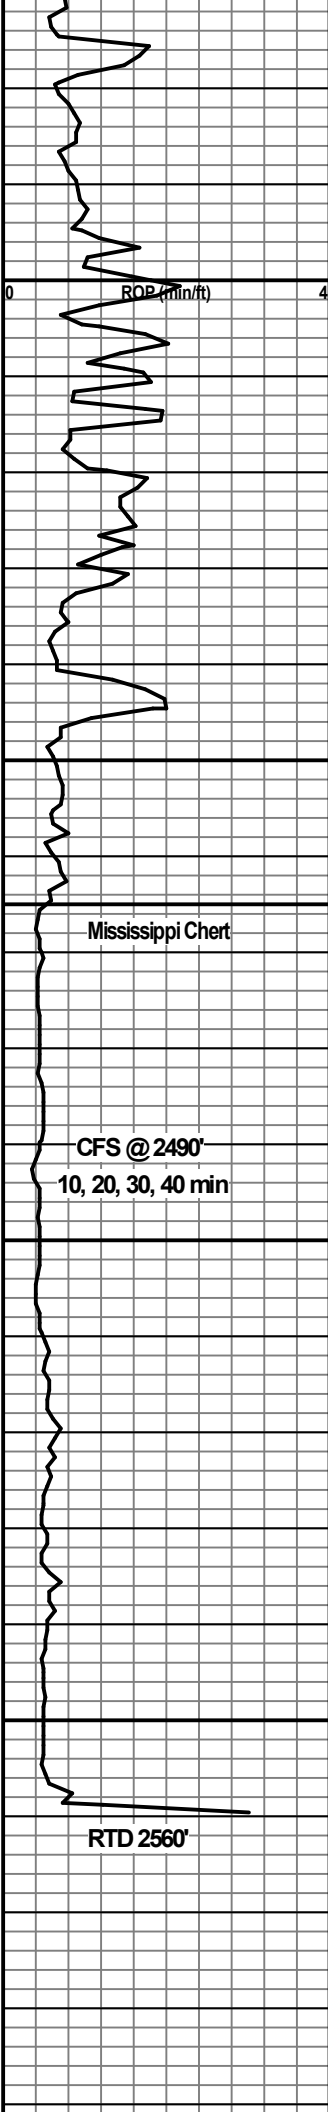 0 ROP (min/ft) 4
Mississippi Chert
CFS @ 2490'
10, 20, 30, 40 min
RTD 2560'